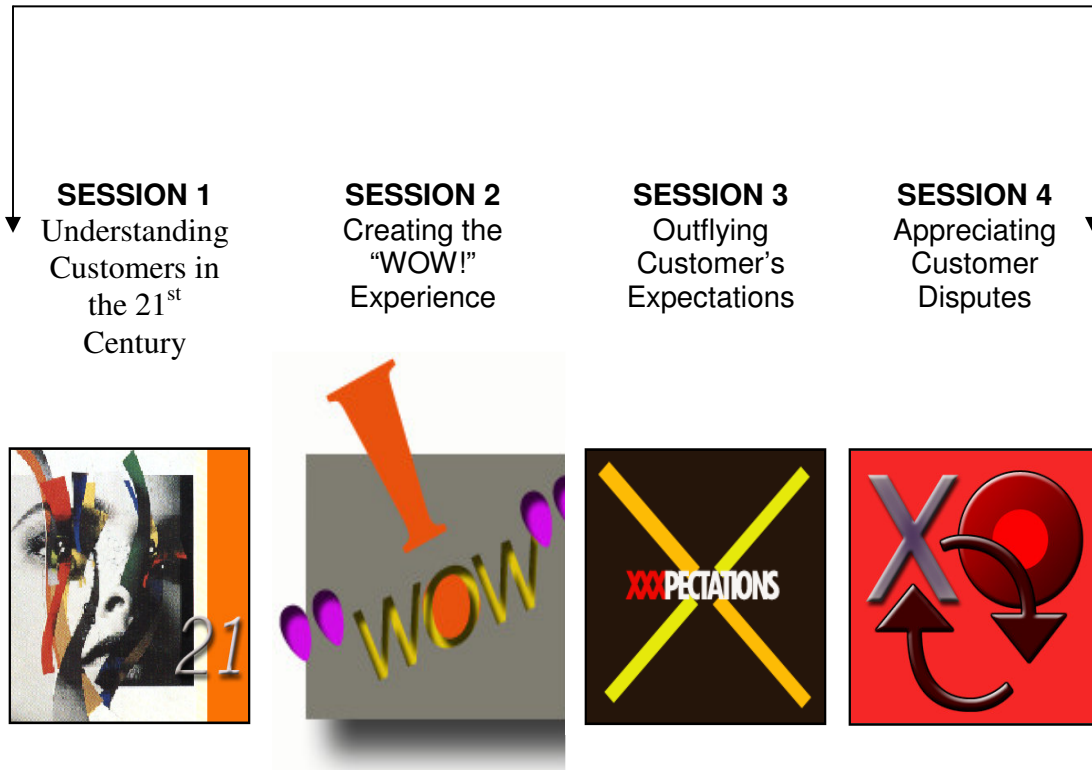 SESSION 1
Understanding
Customers in
the 21st
Century
SESSION 2
Creating the
“WOW!”
Experience
SESSION 3
Outflying
Customer’s
Expectations
SESSION 4
Appreciating
Customer
Disputes
21
!
"WOW"
XXXPECTATIONS
X